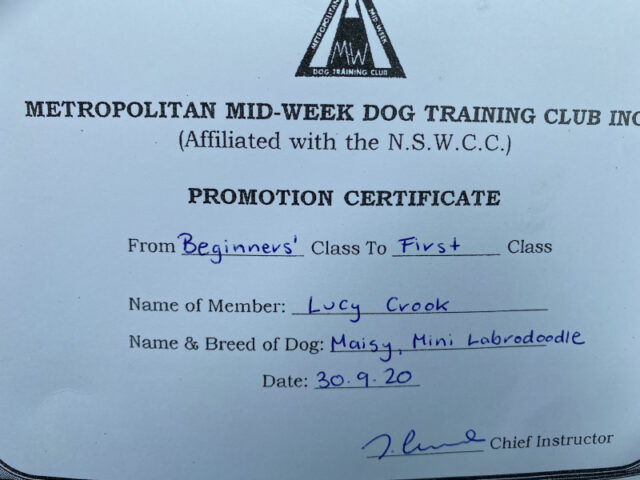 METROPOLITAN
MID-WEEK
MW
DOG TRAINING CLUB
METROPOLITAN MID-WEEK DOG TRAINING CLUB INC
(Affiliated with the N.S.W.C.C.)
PROMOTION CERTIFICATE
From Beginners' Class To First Class
Name of Member: Lucy Crook
Name & Breed of Dog: Maisy, Mini Labrodoodle
Date: 30.9.20
Chief Instructor